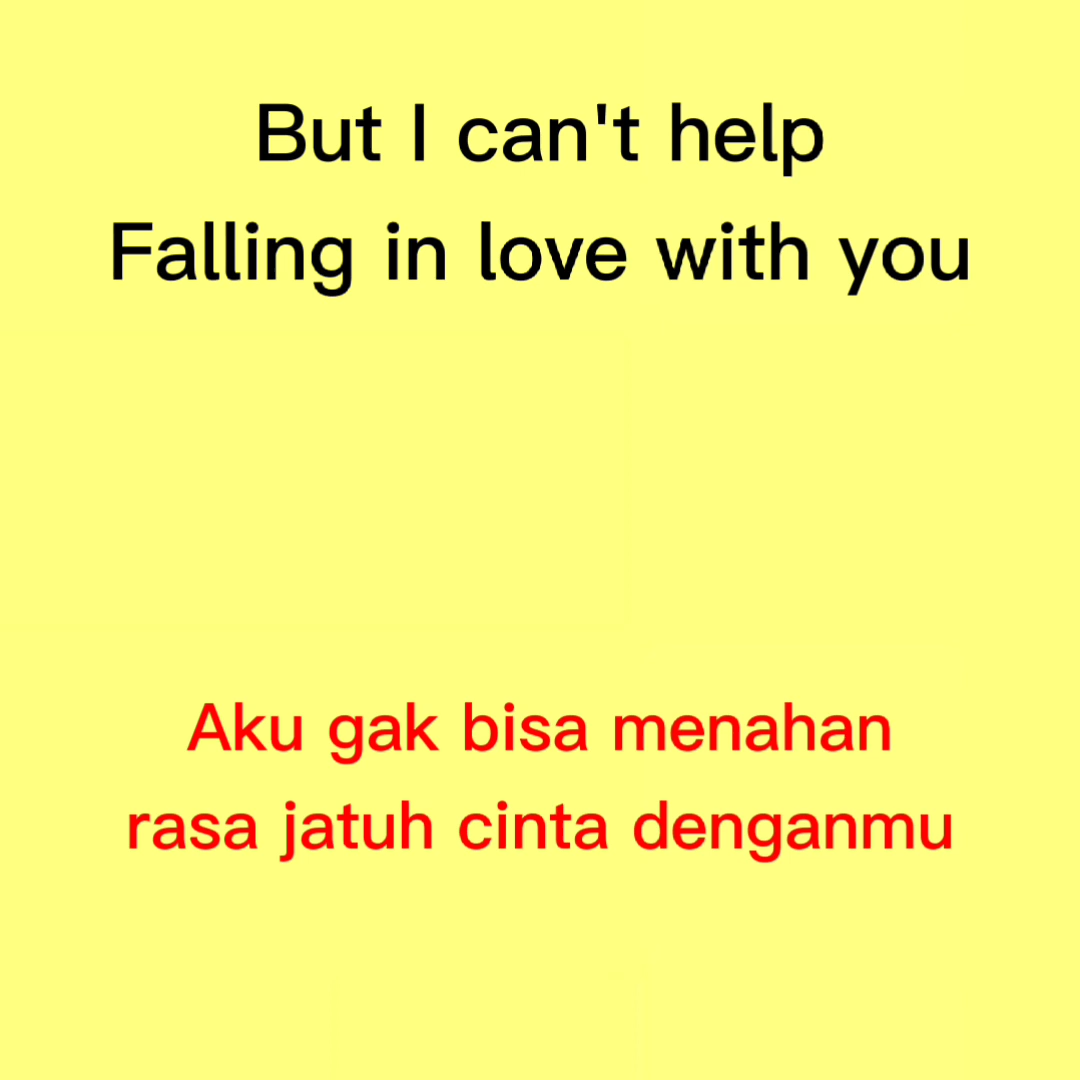 But I can't help
Falling in love with you
Aku gak bisa menahan
rasa jatuh cinta denganmu